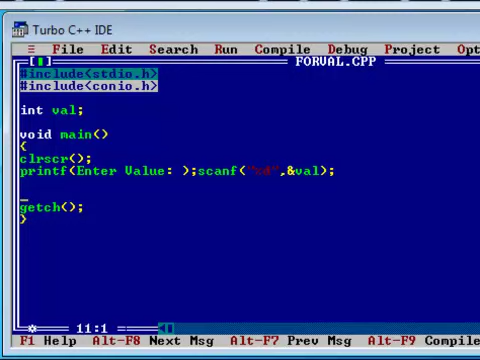 Turbo C++ IDE
≡ File Edit Search Run Compile Debug Project Opt
[ ] FORVAL.CPP
#include<stdio.h>
#include<conio.h>
int val;
void main()
{
clrscr();
printf(Enter Value: );scanf("%d",&val);
getch();
}
11:1
F1 Help Alt-F8 Next Msg Alt-F7 Prev Msg Alt-F9 Compile